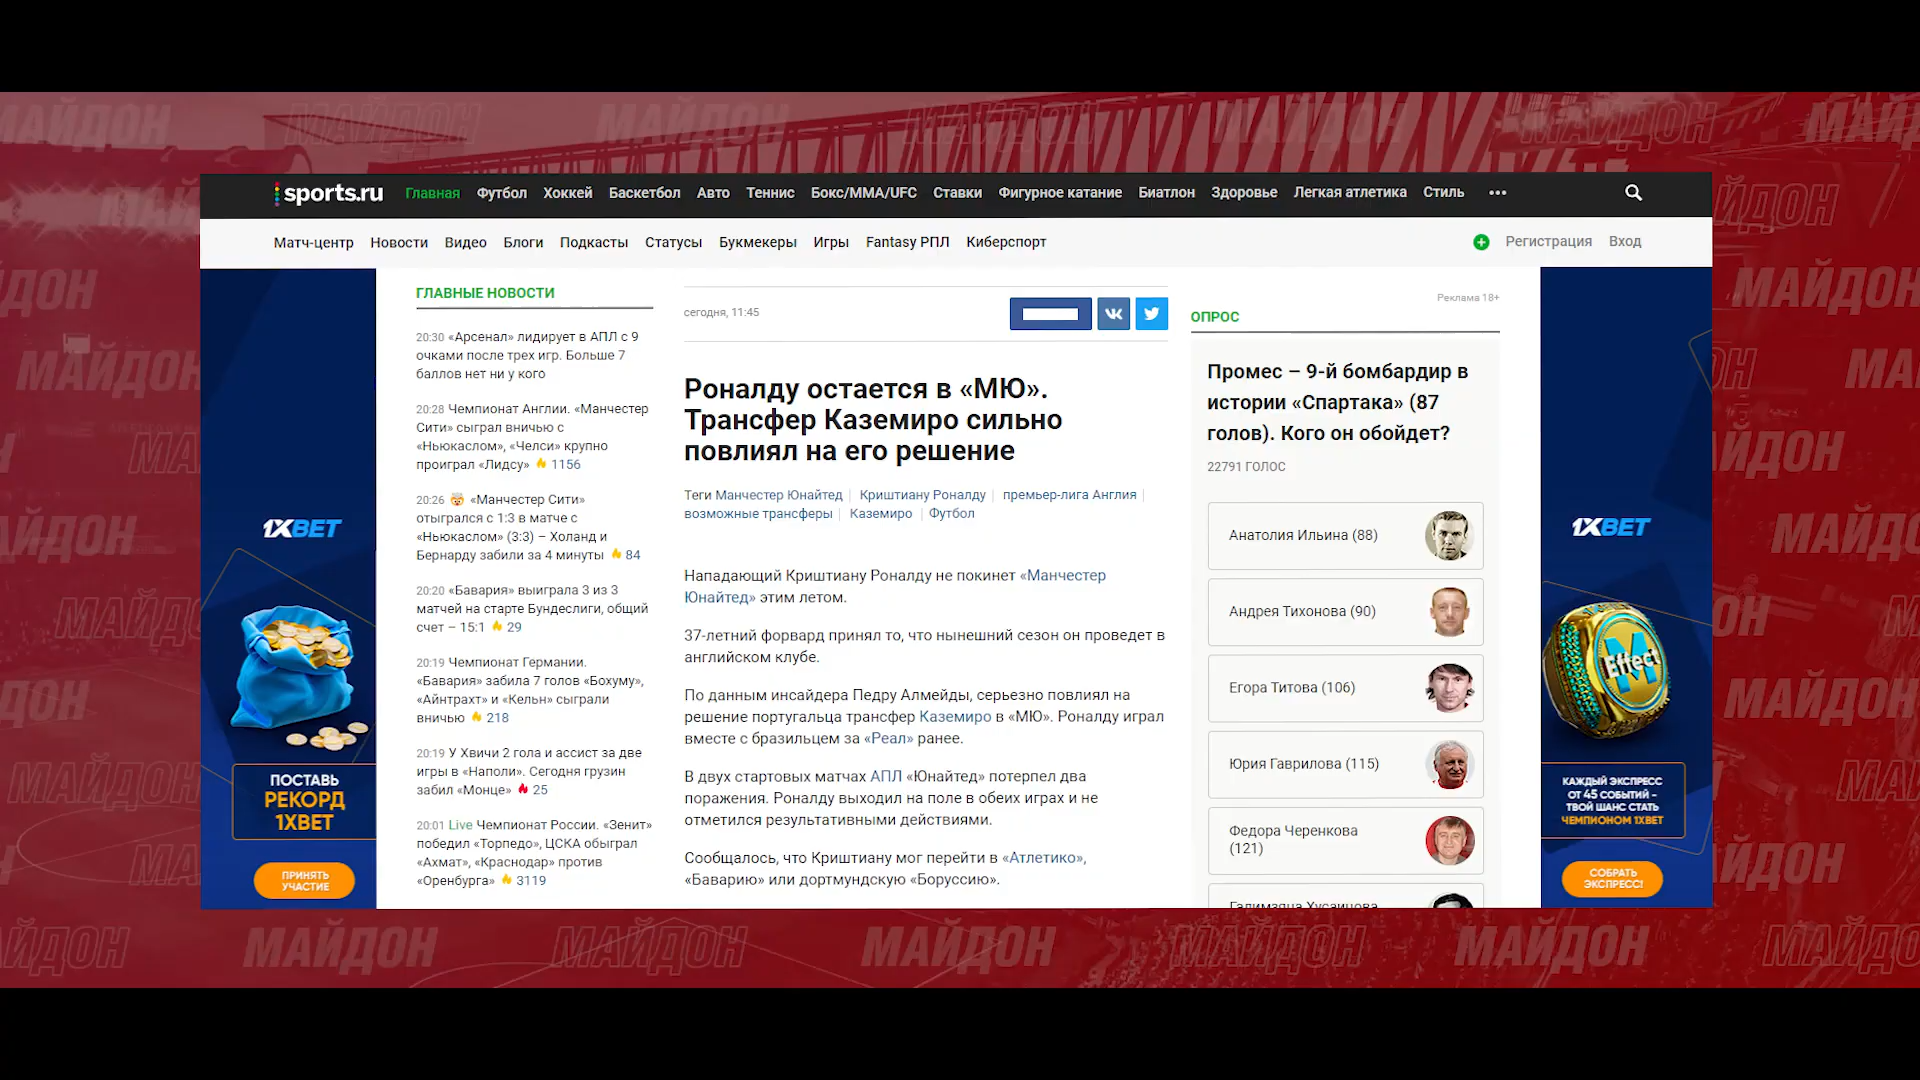 sports.ru Главная Футбол Хоккей Баскетбол Авто Теннис Бокс/MMA/UFC Ставки Фигурное катание Биатлон Здоровье Легкая атлетика Стиль •••
Матч-центр Новости Видео Блоги Подкасты Статусы Букмекеры Игры Fantasy РПЛ Киберспорт Регистрация Вход
ГЛАВНЫЕ НОВОСТИ
20:30 «Арсенал» лидирует в АПЛ с 9
очками после трех игр. Больше 7
баллов нет ни у кого
20:28 Чемпионат Англии. «Манчестер
Сити» сыграл вничью с
«Ньюкаслом», «Челси» крупно
проиграл «Лидсу» 1156
20:26 «Манчестер Сити»
отыгрался с 1:3 в матче с
«Ньюкаслом» (3:3) – Холанд и
Бернарду забили за 4 минуты 84
20:20 «Бавария» выиграла 3 из 3
матчей на старте Бундеслиги, общий
счет – 15:1 29
20:19 Чемпионат Германии.
«Бавария» забила 7 голов «Бохуму»,
«Айнтрахт» и «Кельн» сыграли
вничью 218
20:19 У Хвичи 2 гола и ассист за две
игры в «Наполи». Сегодня грузин
забил «Монце» 25
20:01 Live Чемпионат России. «Зенит»
победил «Торпедо», ЦСКА обыграл
«Ахмат», «Краснодар» против
«Оренбурга» 3119
сегодня, 11:45
Роналду остается в «МЮ».
Трансфер Каземиро сильно
повлиял на его решение
Теги Манчестер Юнайтед Криштиану Роналду премьер-лига Англия
возможные трансферы Каземиро Футбол
Нападающий Криштиану Роналду не покинет «Манчестер
Юнайтед» этим летом.
37-летний форвард принял то, что нынешний сезон он проведет в
английском клубе.
По данным инсайдера Педру Алмейды, серьезно повлиял на
решение португальца трансфер Каземиро в «МЮ». Роналду играл
вместе с бразильцем за «Реал» ранее.
В двух стартовых матчах АПЛ «Юнайтед» потерпел два
поражения. Роналду выходил на поле в обеих играх и не
отметился результативными действиями.
Сообщалось, что Криштиану мог перейти в «Атлетико»,
«Баварию» или дортмундскую «Боруссию».
Реклама 18+
ОПРОС
Промес – 9-й бомбардир в
истории «Спартака» (87
голов). Кого он обойдет?
22791 ГОЛОС
Анатолия Ильина (88)
Андрея Тихонова (90)
Егора Титова (106)
Юрия Гаврилова (115)
Федора Черенкова
(121)
Галимзяна Хусаинова
1XBET
ПОСТАВЬ
РЕКОРД
1XBET
ПРИНЯТЬ
УЧАСТИЕ
1XBET
Effect
КАЖДЫЙ ЭКСПРЕСС
ОТ 45 СОБЫТИЙ –
ТВОЙ ШАНС СТАТЬ
ЧЕМПИОНОМ 1XBET
СОБРАТЬ
ЭКСПРЕСС!
МАЙДОН МАЙДОН МАЙДОН МАЙДОН МАЙДОН МАЙДОН